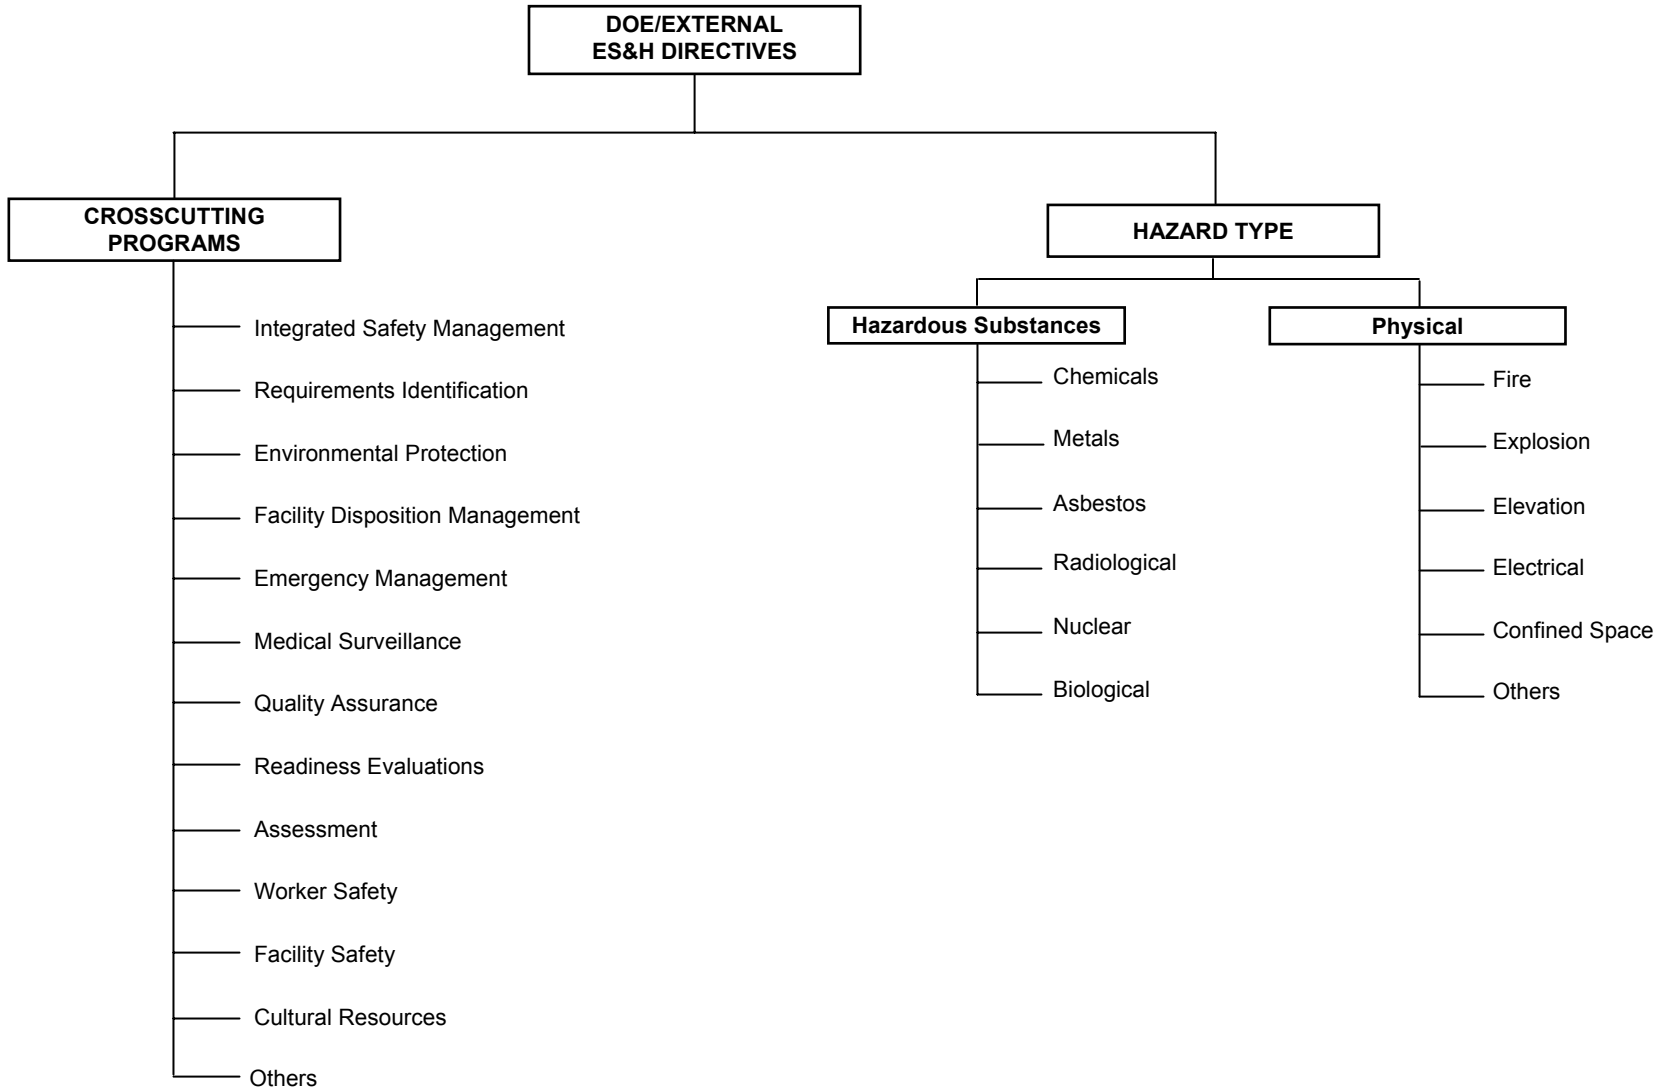 DOE/EXTERNAL
ES&H DIRECTIVES
CROSSCUTTING
PROGRAMS
Integrated Safety Management
Requirements Identification
Environmental Protection
Facility Disposition Management
Emergency Management
Medical Surveillance
Quality Assurance
Readiness Evaluations
Assessment
Worker Safety
Facility Safety
Cultural Resources
Others
HAZARD TYPE
Hazardous Substances
Chemicals
Metals
Asbestos
Radiological
Nuclear
Biological
Physical
Fire
Explosion
Elevation
Electrical
Confined Space
Others